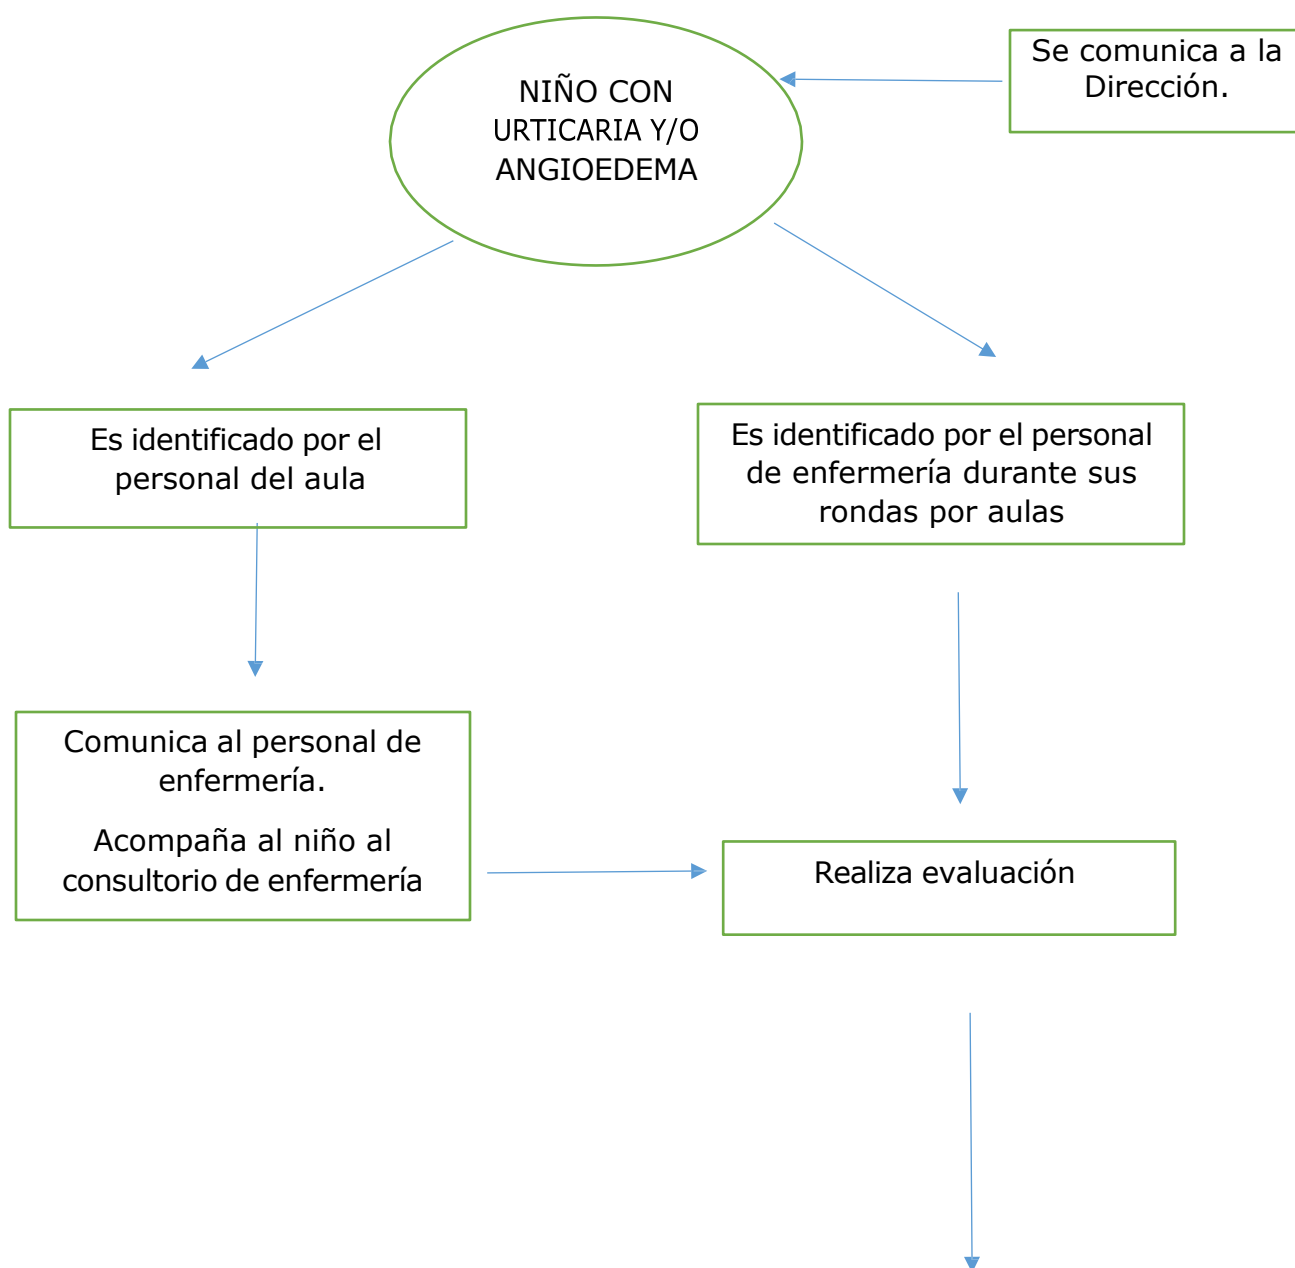 NIÑO CON
URTICARIA Y/O
ANGIOEDEMA
Se comunica a la
Dirección.
Es identificado por el
personal del aula
Es identificado por el personal
de enfermería durante sus
rondas por aulas
Comunica al personal de
enfermería.
Acompaña al niño al
consultorio de enfermería
Realiza evaluación